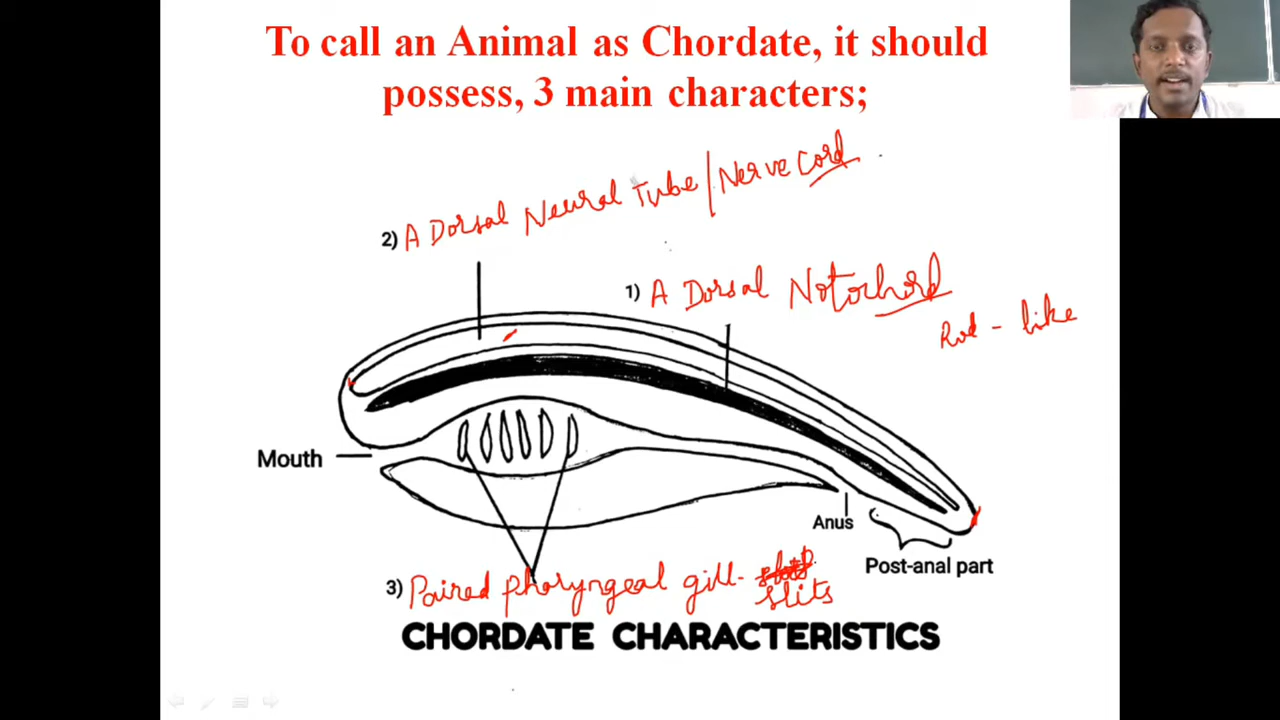 To call an Animal as Chordate, it should
possess, 3 main characters;
2) A Dorsal Neural Tube/Nerve Cord
1) A Dorsal Notochord
Rod - like
Mouth
Anus
Post-anal part
3) Paired pharyngeal gill-
slits
CHORDATE CHARACTERISTICS